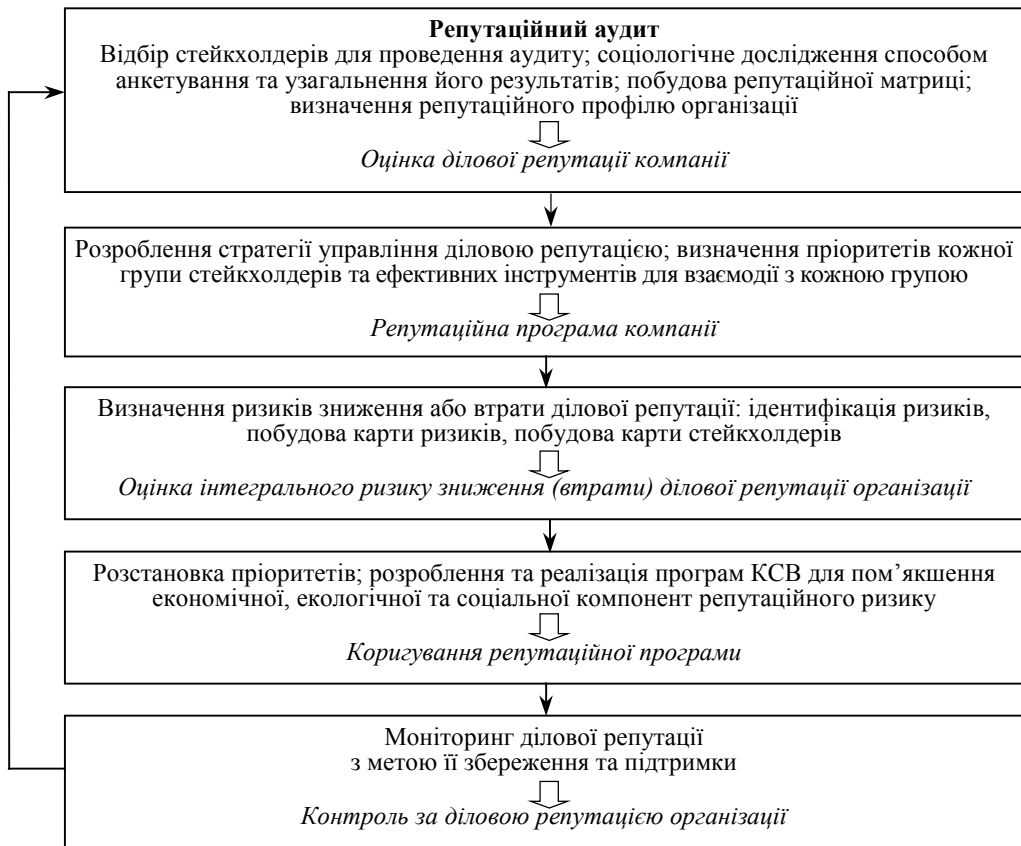 Репутаційний аудит
Відбір стейкхолдерів для проведення аудиту; соціологічне дослідження способом
анкетування та узагальнення його результатів; побудова репутаційної матриці;
визначення репутаційного профілю організації
Оцінка ділової репутації компанії
Розроблення стратегії управління діловою репутацією; визначення пріоритетів кожної
групи стейкхолдерів та ефективних інструментів для взаємодії з кожною групою
Репутаційна програма компанії
Визначення ризиків зниження або втрати ділової репутації: ідентифікація ризиків,
побудова карти ризиків, побудова карти стейкхолдерів
Оцінка інтегрального ризику зниження (втрати) ділової репутації організації
Розстановка пріоритетів; розроблення та реалізація програм КСВ для пом’якшення
економічної, екологічної та соціальної компонент репутаційного ризику
Коригування репутаційної програми
Моніторинг ділової репутації
з метою її збереження та підтримки
Контроль за діловою репутацією організації